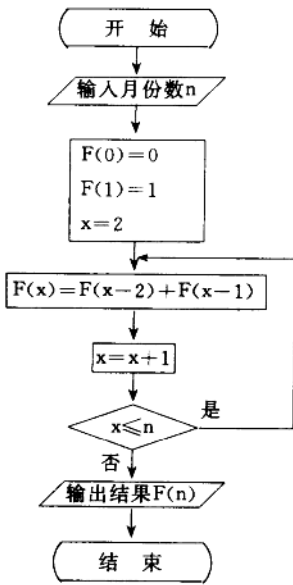 开 始
输入月份数n
F(0)=0
F(1)=1
x=2
F(x)=F(x-2)+F(x-1)
x=x+1
x≤n
是
否
输出结果F(n)
结 束